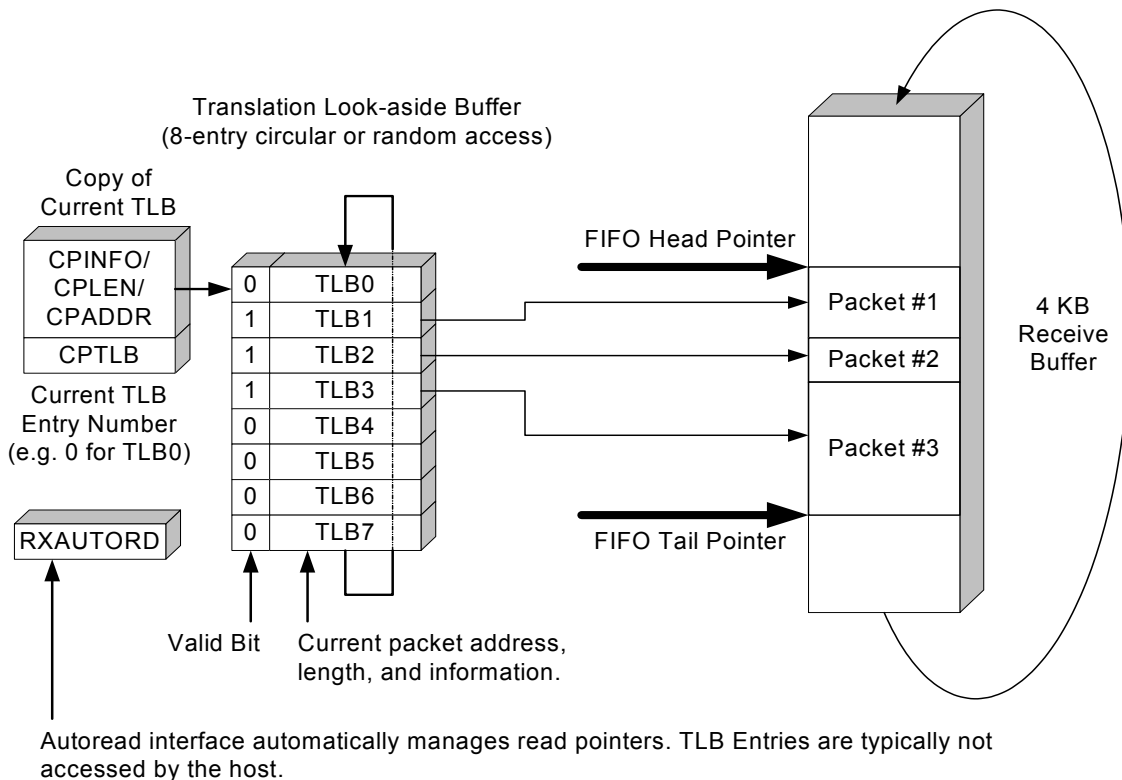 Translation Look-aside Buffer
(8-entry circular or random access)
Copy of
Current TLB
CPINFO/
CPLEN/
CPADDR
CPTLB
Current TLB
Entry Number
(e.g. 0 for TLB0)
RXAUTORD
0 TLB0
1 TLB1
1 TLB2
1 TLB3
0 TLB4
0 TLB5
0 TLB6
0 TLB7
Valid Bit
Current packet address,
length, and information.
FIFO Head Pointer
Packet #1
Packet #2
Packet #3
FIFO Tail Pointer
4 KB
Receive
Buffer
Autoread interface automatically manages read pointers. TLB Entries are typically not
accessed by the host.